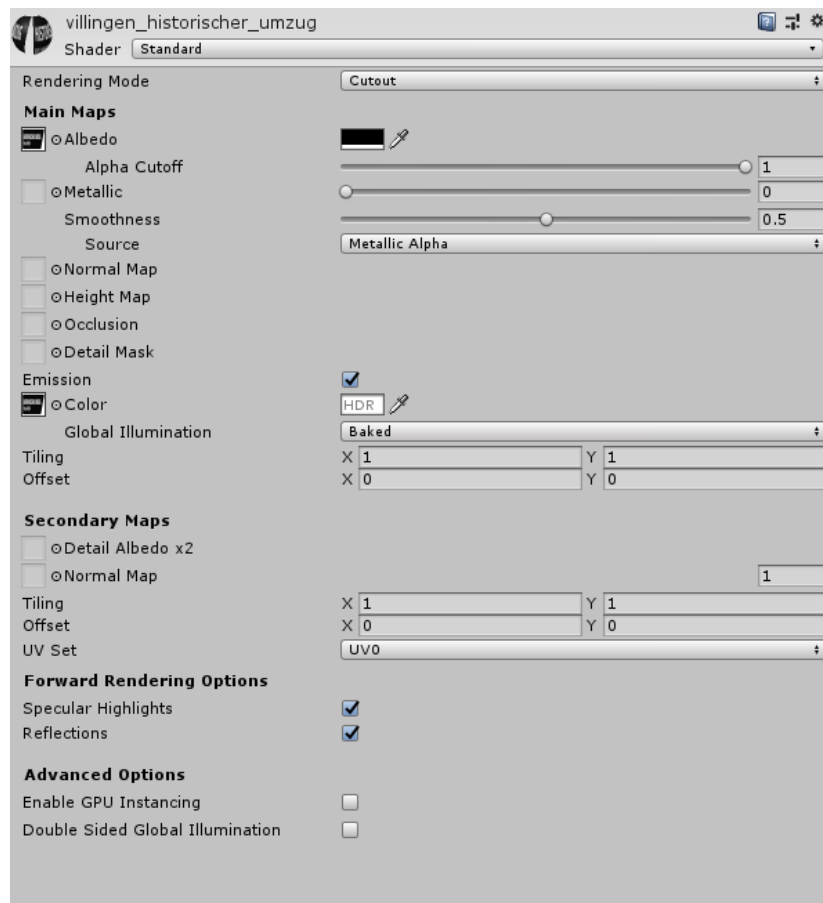 villingen_historischer_umzug
Shader Standard
Rendering Mode Cutout
Main Maps
Albedo
Alpha Cutoff 1
Metallic 0
Smoothness 0.5
Source Metallic Alpha
Normal Map
Height Map
Occlusion
Detail Mask
Emission
Color HDR
Global Illumination Baked
Tiling X 1 Y 1
Offset X 0 Y 0
Secondary Maps
Detail Albedo x2
Normal Map 1
Tiling X 1 Y 1
Offset X 0 Y 0
UV Set UV0
Forward Rendering Options
Specular Highlights
Reflections
Advanced Options
Enable GPU Instancing
Double Sided Global Illumination